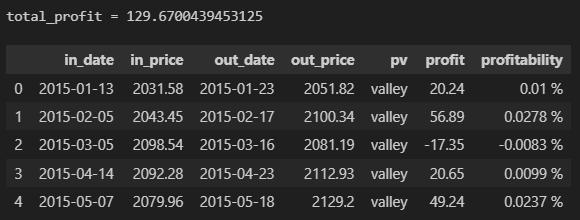 total_profit = 129.6700439453125
in_date in_price out_date out_price pv profit profitability
0 2015-01-13 2031.58 2015-01-23 2051.82 valley 20.24 0.01 %
1 2015-02-05 2043.45 2015-02-17 2100.34 valley 56.89 0.0278 %
2 2015-03-05 2098.54 2015-03-16 2081.19 valley -17.35 -0.0083 %
3 2015-04-14 2092.28 2015-04-23 2112.93 valley 20.65 0.0099 %
4 2015-05-07 2079.96 2015-05-18 2129.2 valley 49.24 0.0237 %